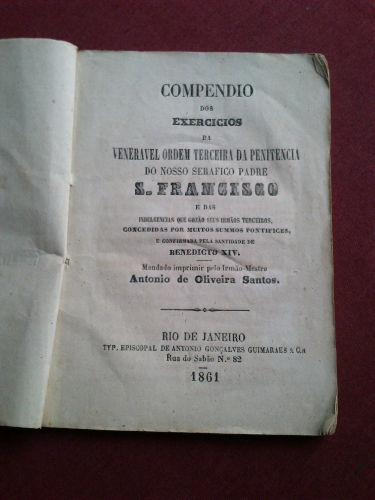 COMPENDIO
DOS
EXERCICIOS
DA
VENERAVEL ORDEM TERCEIRA DA PENITENCIA
DO NOSSO SERAFICO PADRE
S. FRANCISCO
E DAS
INDULGENCIAS QUE GOZÃO SEUS IRMÃOS TERCEIROS,
CONCEDIDAS POR MUITOS SUMMOS PONTIFICES,
E CONFIRMADA PELA SANTIDADE DE
BENEDICTO XIV.
Mandado imprimir pelo Irmão-Mestre
Antonio de Oliveira Santos.
RIO DE JANEIRO
TYP. EPISCOPAL DE ANTONIO GONÇALVES GUIMARAES & C.A
Rua do Sabão N.º 82
1861